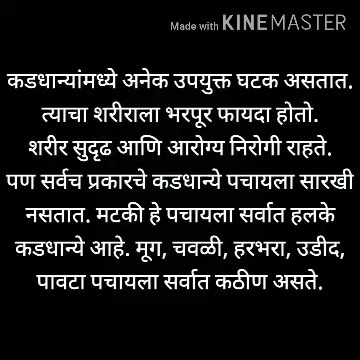 Made with KINEMASTER
कडधान्यांमध्ये अनेक उपयुक्त घटक असतात.
त्याचा शरीराला भरपूर फायदा होतो.
शरीर सुदृढ आणि आरोग्य निरोगी राहते.
पण सर्वच प्रकारचे कडधान्ये पचायला सारखी
नसतात. मटकी हे पचायला सर्वात हलके
कडधान्ये आहे. मूग, चवळी, हरभरा, उडीद,
पावटा पचायला सर्वात कठीण असते.